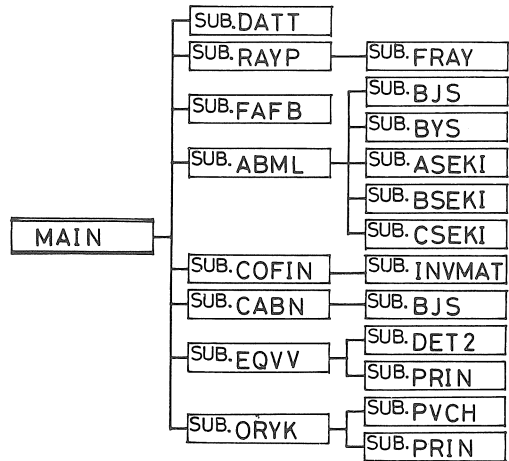 SUB.DATT
SUB.RAYP SUB.FRAY
SUB.FAFB
SUB.ABML
SUB.BJS
SUB.BYS
SUB.ASEKI
SUB.BSEKI
SUB.CSEKI
MAIN
SUB.COFIN SUB.INVMAT
SUB.CABN SUB.BJS
SUB.EQVV
SUB.DET2
SUB.PRIN
SUB.ORYK
SUB.PVCH
SUB.PRIN